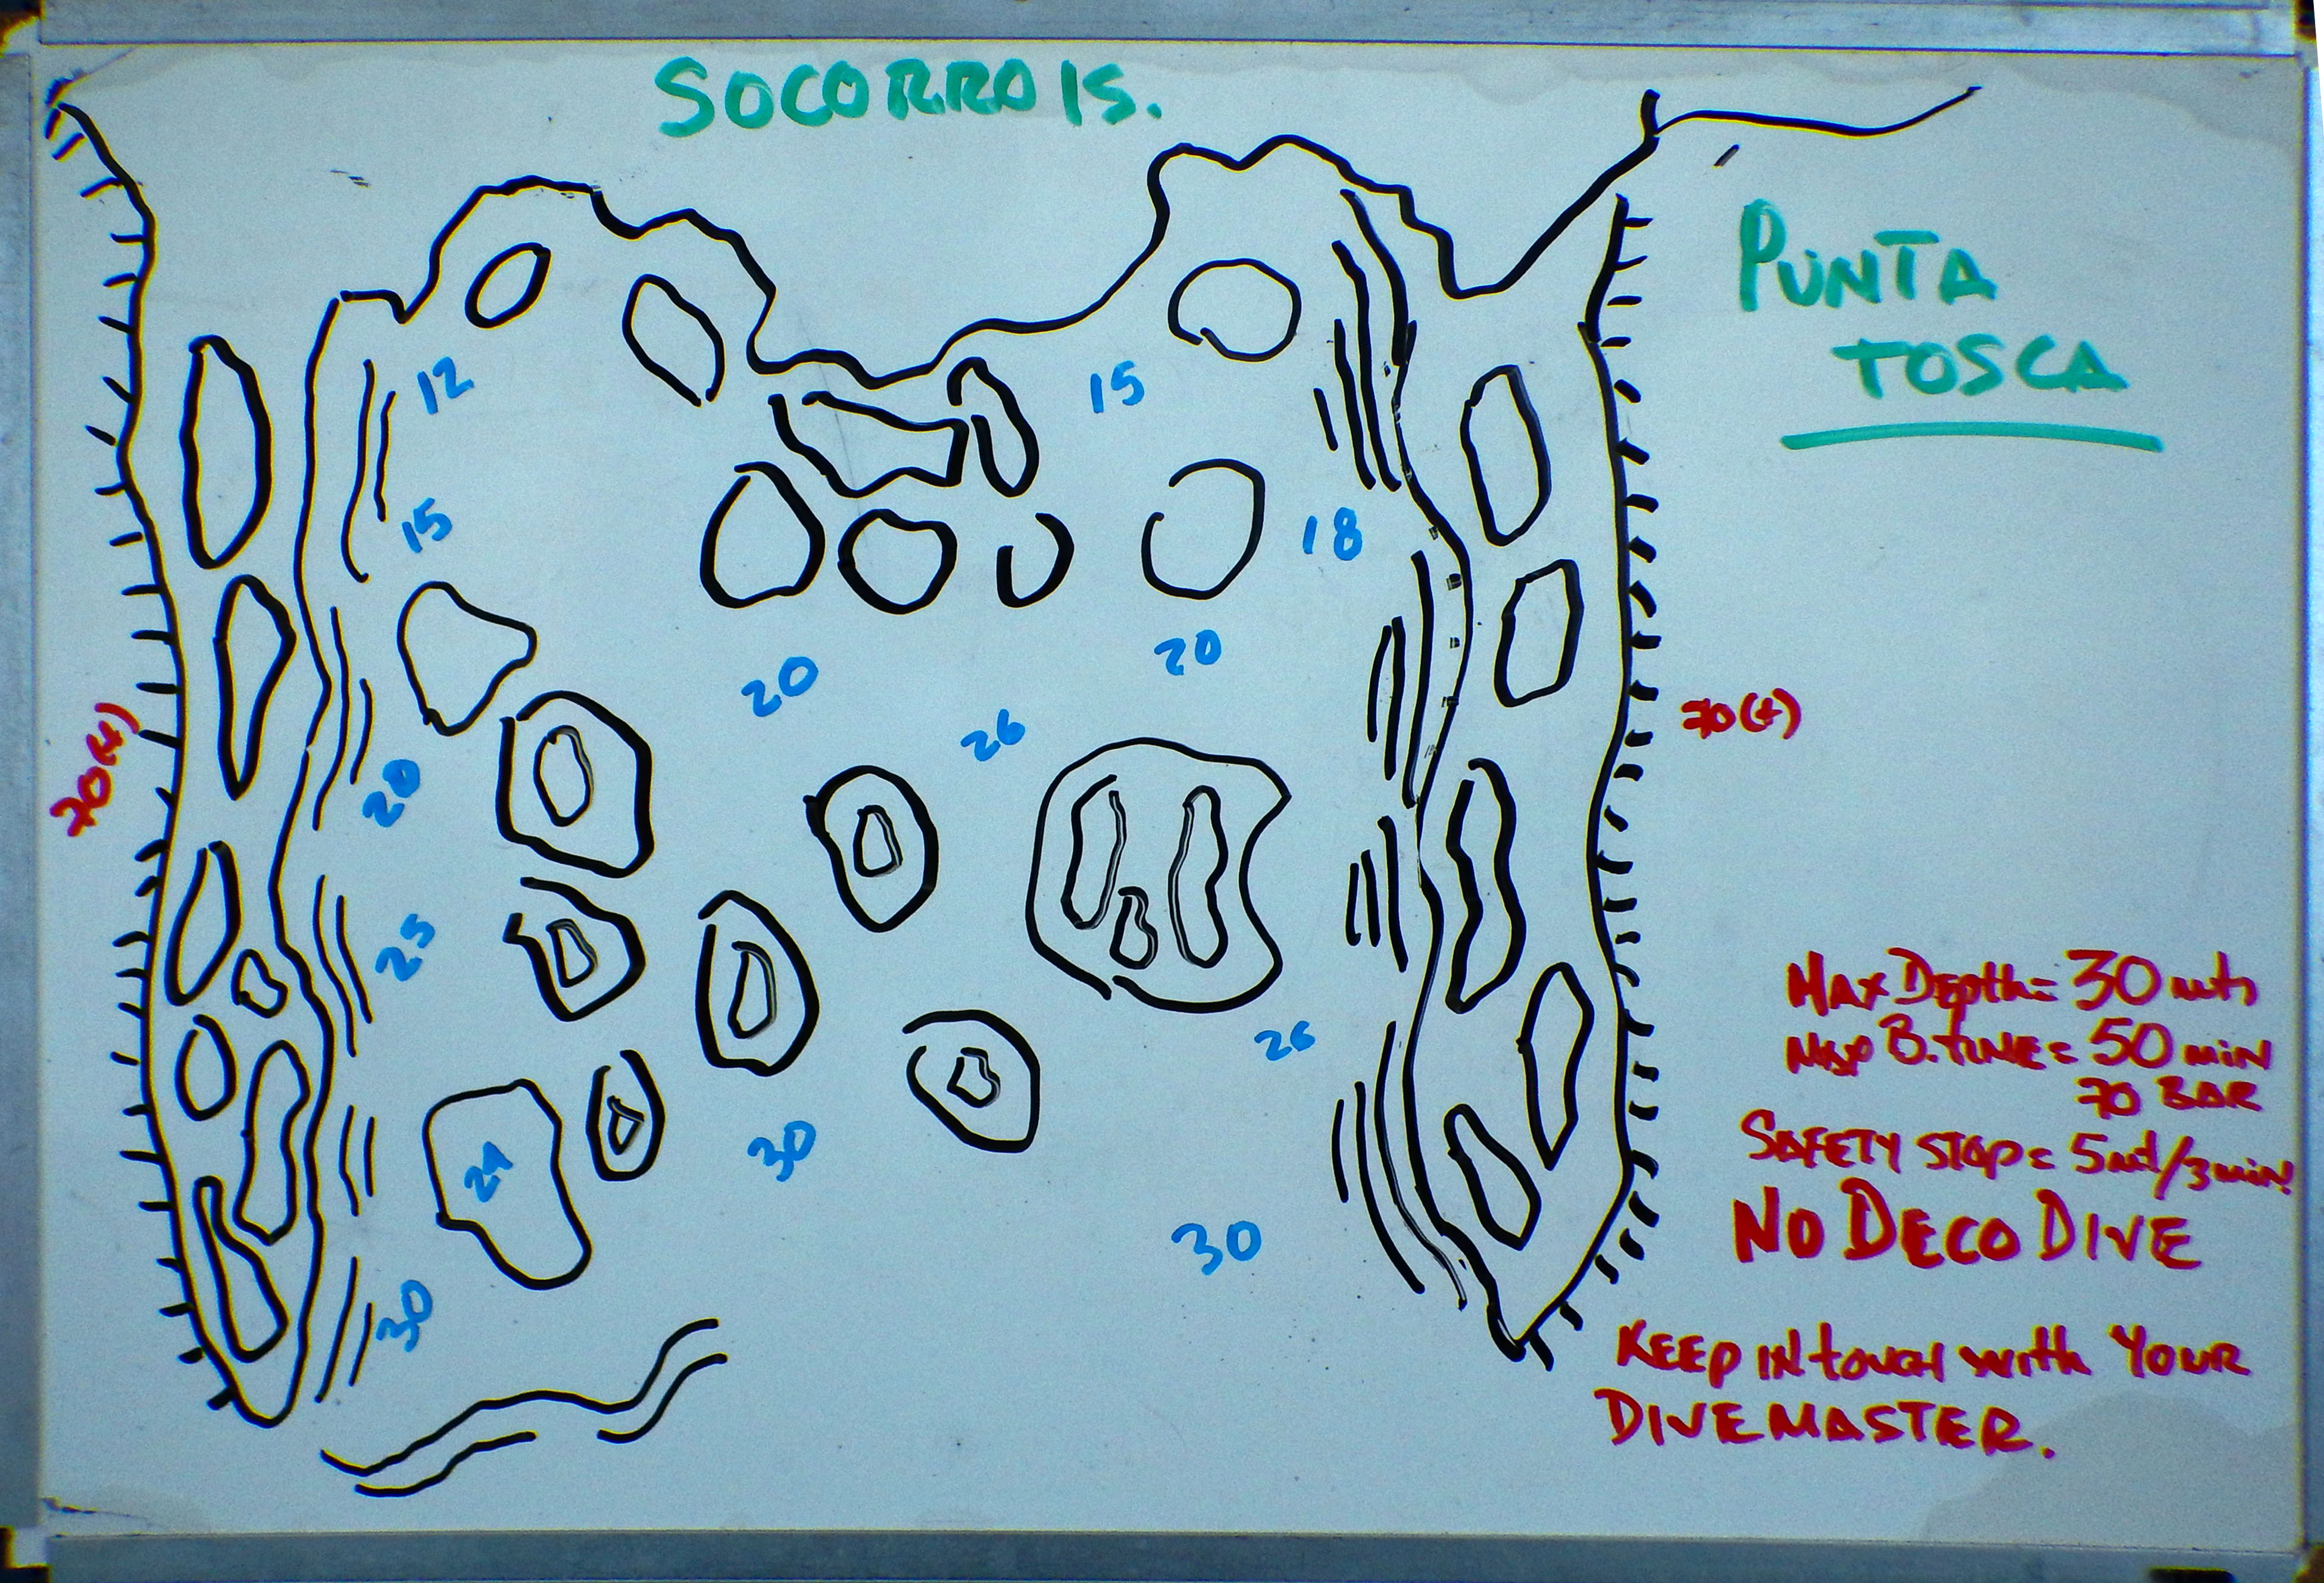 SOCORRO IS.
PUNTA
TOSCA
12
15
15
18
20
20
70(+)
70(+)
26
20
25
26
24
30
30
30
MAX DEPTH= 30 mts
MAX B. TIME= 50 MIN
70 BAR
SAFETY STOP= 5mt/3min!
NO DECO DIVE
KEEP IN TOUCH WITH YOUR
DIVEMASTER.